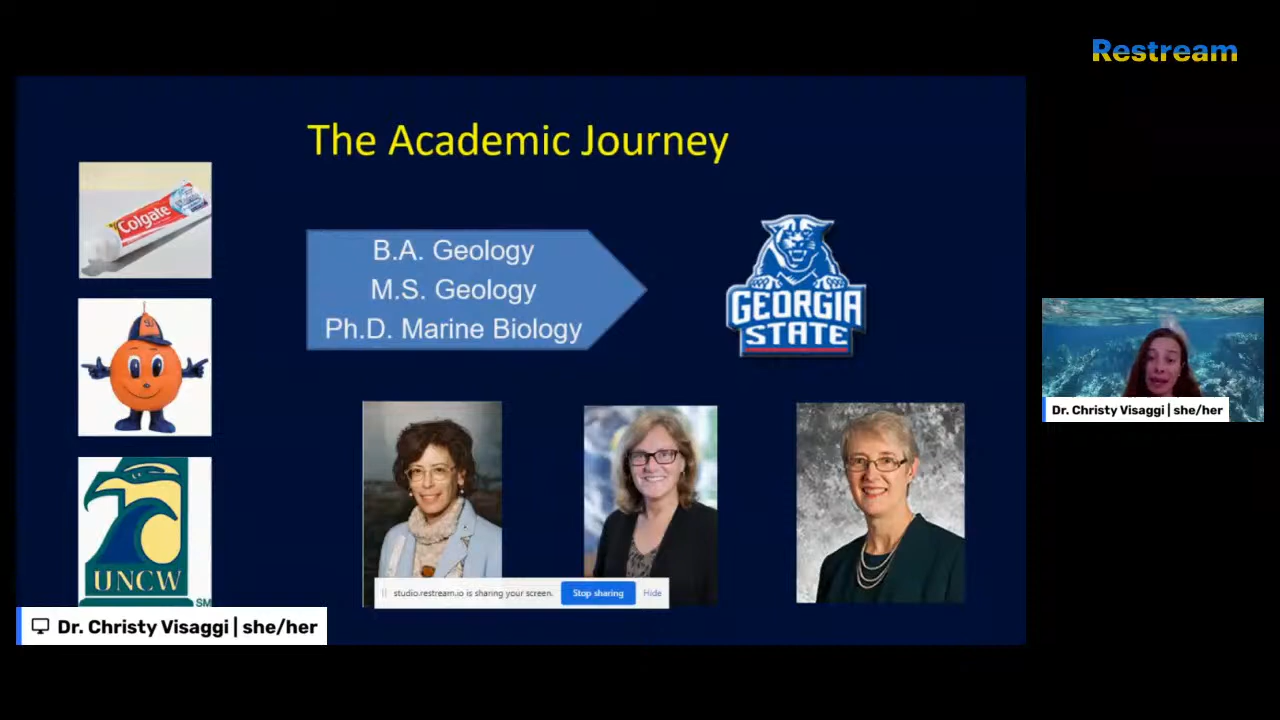 Restream
The Academic Journey
Colgate
B.A. Geology
M.S. Geology
Ph.D. Marine Biology
GEORGIA
STATE
UNCW
SM
studio.restream.io is sharing your screen.
Stop sharing
Hide
Dr. Christy Visaggi | she/her
Dr. Christy Visaggi | she/her